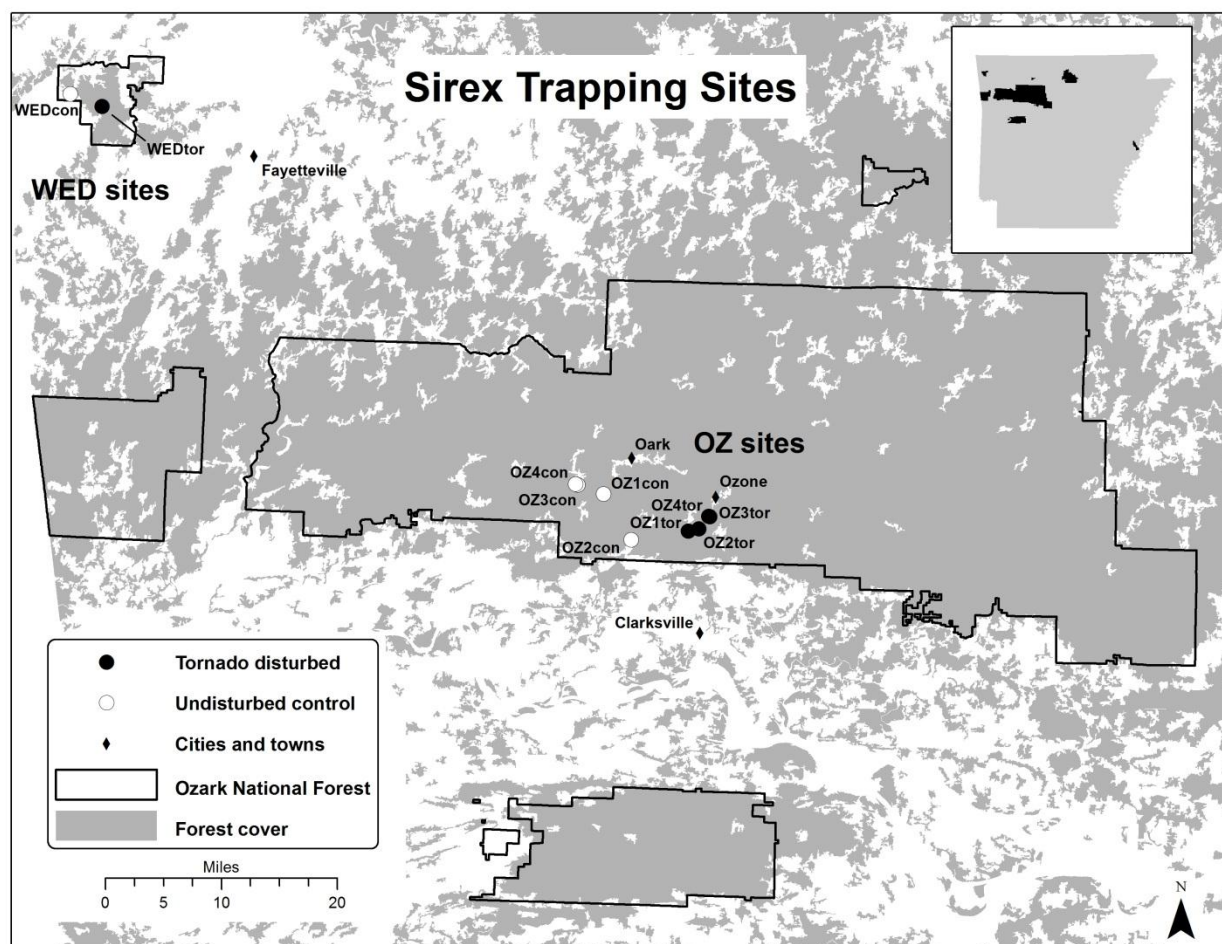 Sirex Trapping Sites
WEDcon
WEDtor
Fayetteville
WED sites
Oark
OZ sites
OZ4con
OZ1con
Ozone
OZ3con
OZ4tor
OZ3tor
OZ1tor
OZ2con
OZ2tor
Clarksville
Tornado disturbed
Undisturbed control
Cities and towns
Ozark National Forest
Forest cover
Miles
0 5 10 20
N